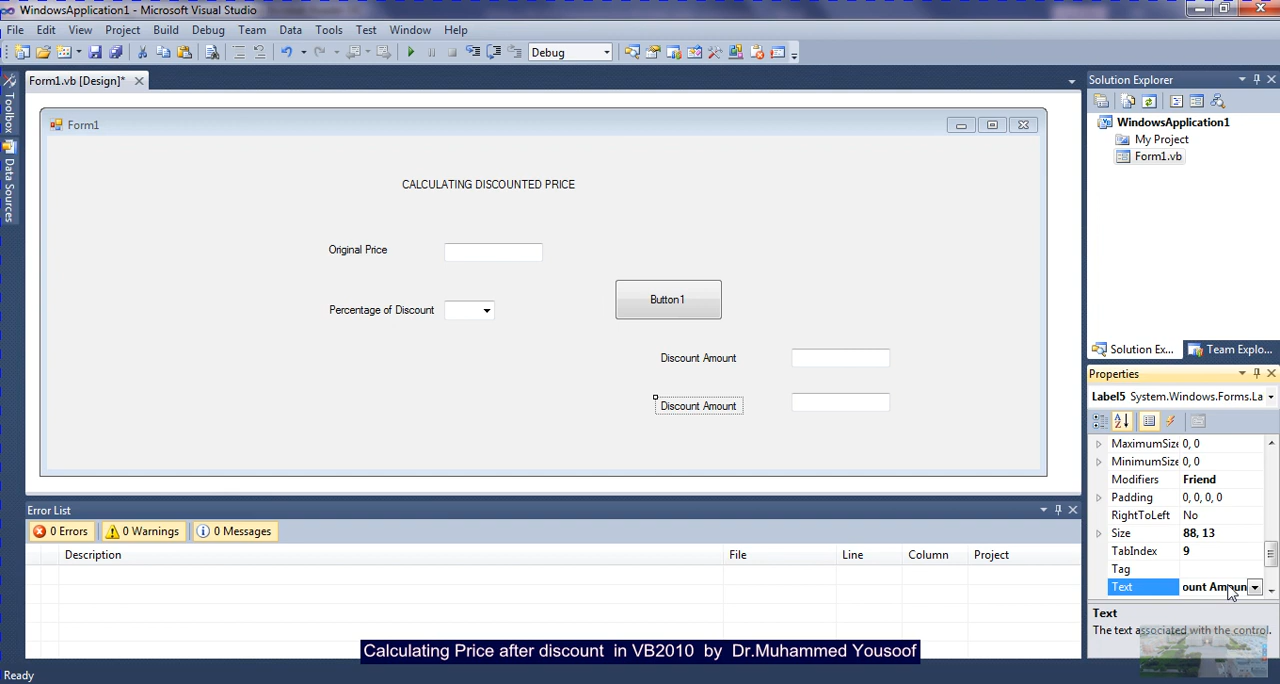 WindowsApplication1 - Microsoft Visual Studio
File Edit View Project Build Debug Team Data Tools Test Window Help
Debug
Form1.vb [Design]*
Toolbox
Data Sources
Form1
CALCULATING DISCOUNTED PRICE
Original Price
Button1
Percentage of Discount
Discount Amount
Discount Amount
Solution Explorer
WindowsApplication1
My Project
Form1.vb
Solution Ex... Team Explo...
Properties
Label5 System.Windows.Forms.La
MaximumSize 0, 0
MinimumSize 0, 0
Modifiers Friend
Padding 0, 0, 0, 0
RightToLeft No
Size 88, 13
TabIndex 9
Tag
Text ount Amoun
Text
The text associated with the control.
Error List
0 Errors 0 Warnings 0 Messages
Description File Line Column Project
Calculating Price after discount in VB2010 by Dr.Muhammed Yousoof
Ready